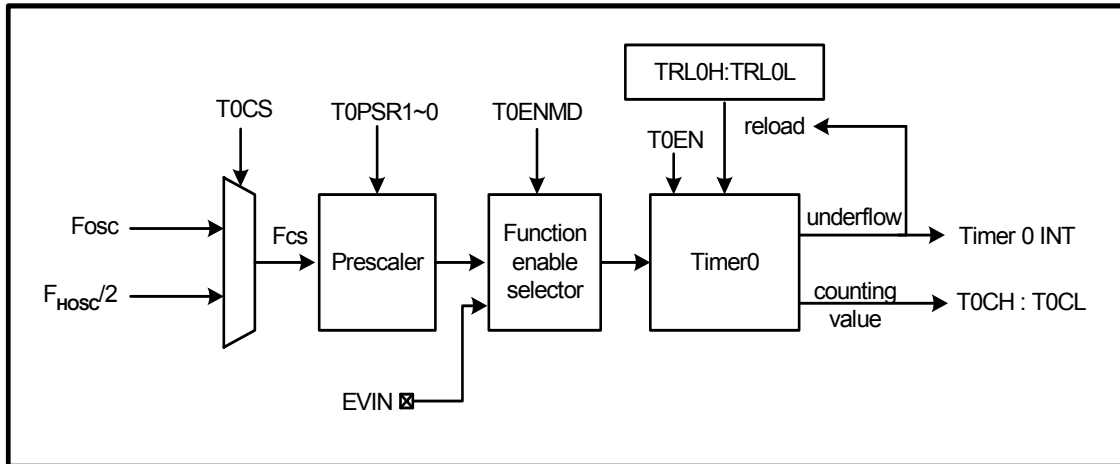 TRL0H:TRL0L
T0CS
T0PSR1~0
T0ENMD
reload
T0EN
Fosc
Fcs
Prescaler
Function
enable
selector
Timer0
underflow
Timer 0 INT
FHOSC/2
counting
value
T0CH : T0CL
EVIN